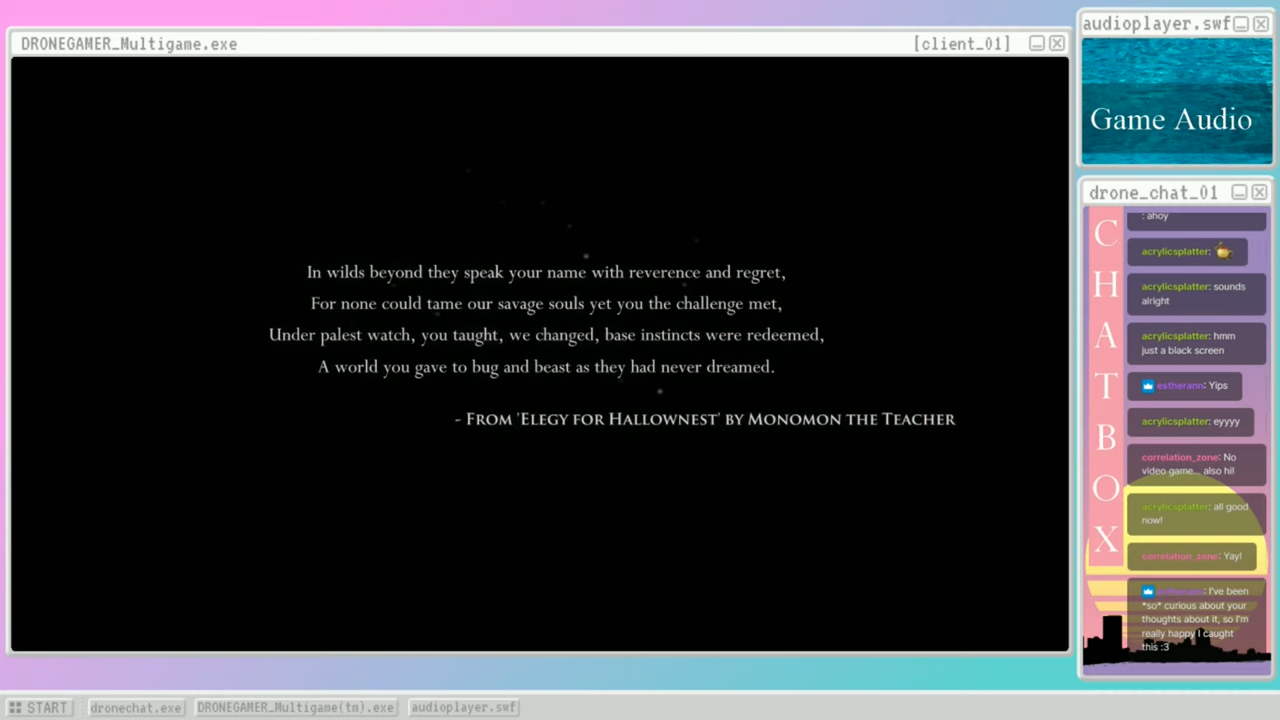 DRONEGAMER_Multigame.exe
[client_01]
In wilds beyond they speak your name with reverence and regret,
For none could tame our savage souls yet you the challenge met,
Under palest watch, you taught, we changed, base instincts were redeemed,
A world you gave to bug and beast as they had never dreamed.
- From 'Elegy for Hallownest' by Monomon the Teacher
audioplayer.swf
Game Audio
drone_chat_01
CHATBOX
: ahoy
acrylicsplatter:
acrylicsplatter: sounds
alright
acrylicsplatter: hmm
just a black screen
estherann: Yips
acrylicsplatter: eyyyy
correlation_zone: No
video game... also hi!
acrylicsplatter: all good
now!
correlation_zone: Yay!
estherann: I've been
*so* curious about your
thoughts about it, so I'm
really happy I caught
this :3
START
dronechat.exe
DRONEGAMER_Multigame(tm).exe
audioplayer.swf